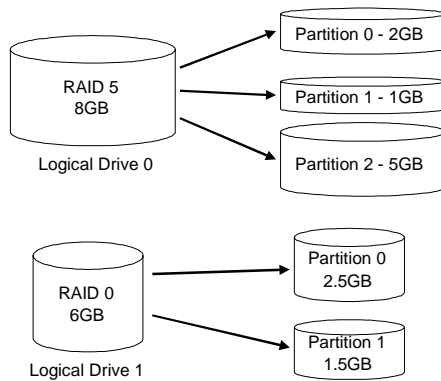 RAID 5
8GB
Logical Drive 0
Partition 0 - 2GB
Partition 1 - 1GB
Partition 2 - 5GB
RAID 0
6GB
Logical Drive 1
Partition 0
2.5GB
Partition 1
1.5GB